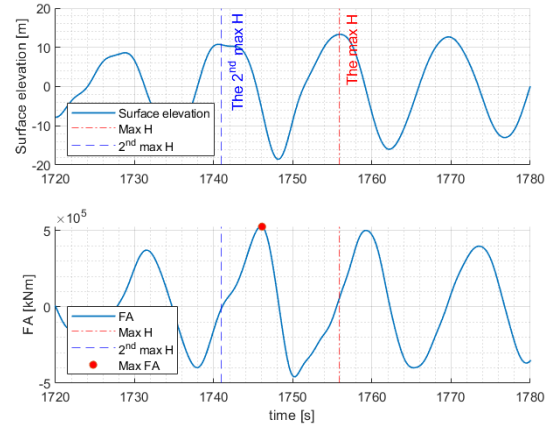 20
10
0
-10
-20
Surface elevation [m]
The 2nd max H
The max H
Surface elevation
Max H
2nd max H
1720 1730 1740 1750 1760 1770 1780
×10^5
5
0
-5
FA [kNm]
FA
Max H
2nd max H
Max FA
1720 1730 1740 1750 1760 1770 1780
time [s]